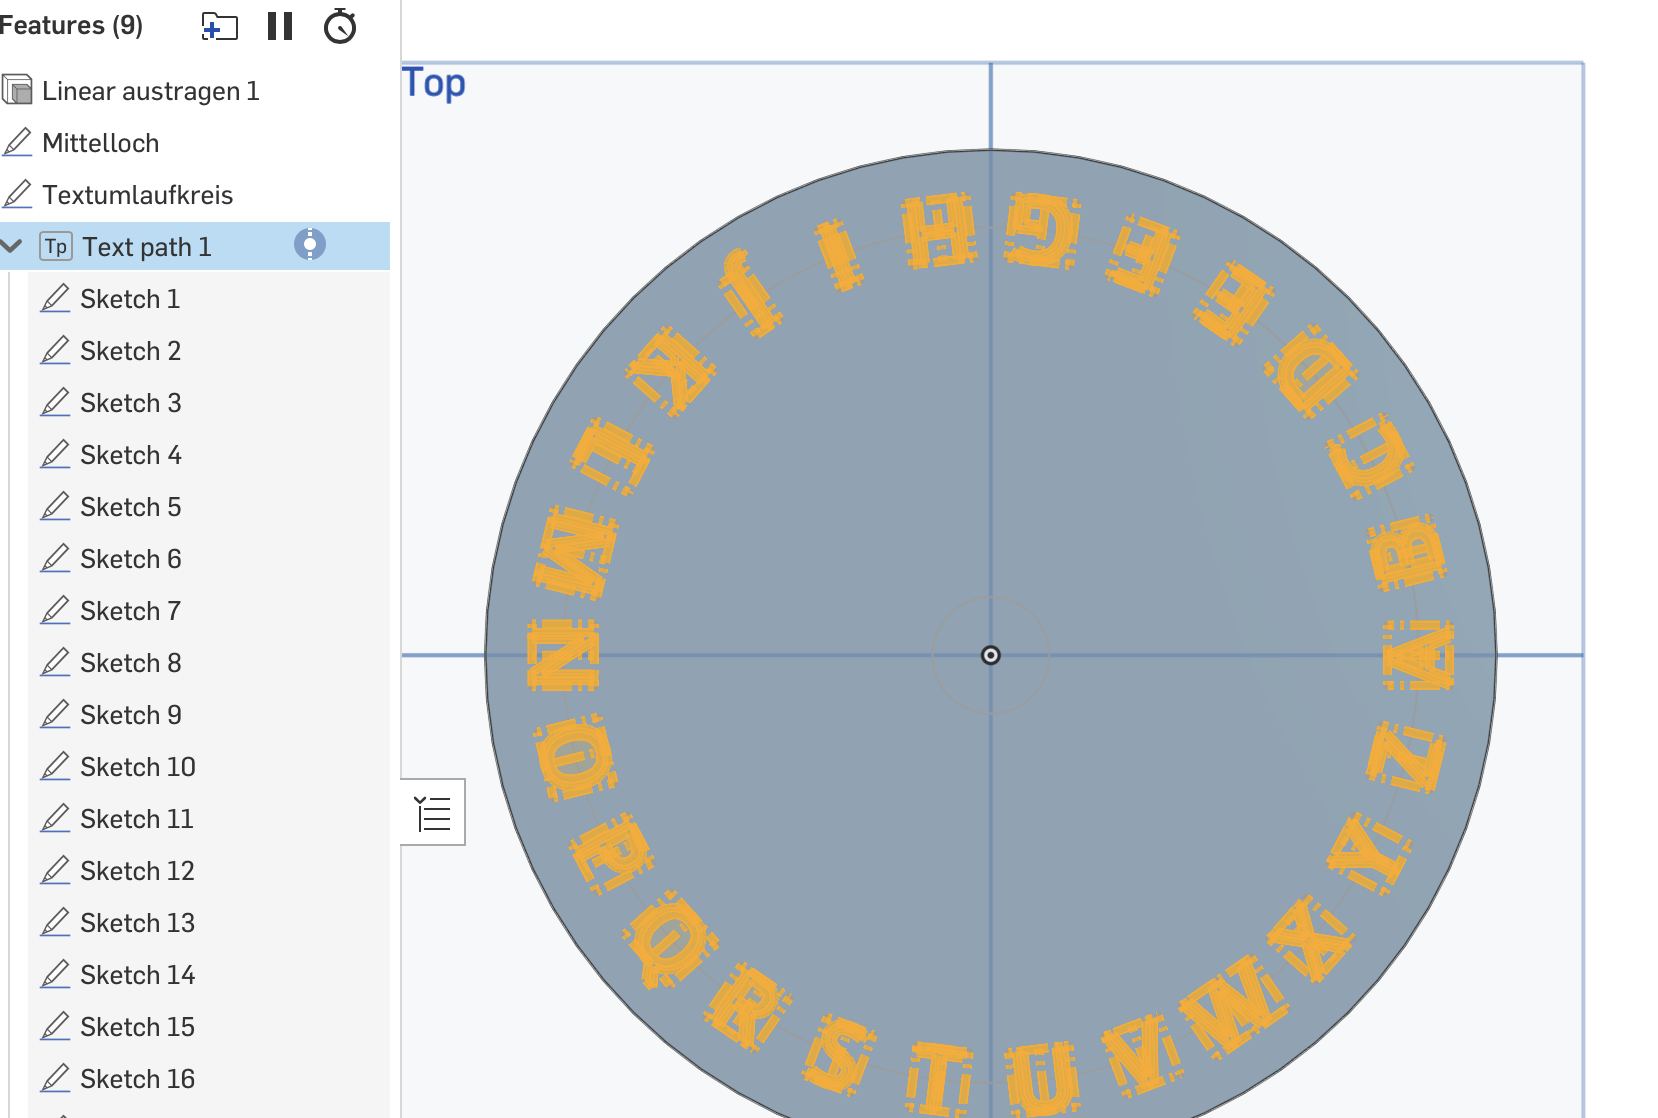 Features (9)
Linear austragen 1
Mittelloch
Textumlaufkreis
Tp Text path 1
Sketch 1
Sketch 2
Sketch 3
Sketch 4
Sketch 5
Sketch 6
Sketch 7
Sketch 8
Sketch 9
Sketch 10
Sketch 11
Sketch 12
Sketch 13
Sketch 14
Sketch 15
Sketch 16
Top
A B C D E F G H I J K L M N O P Q R S T U V W X Y Z